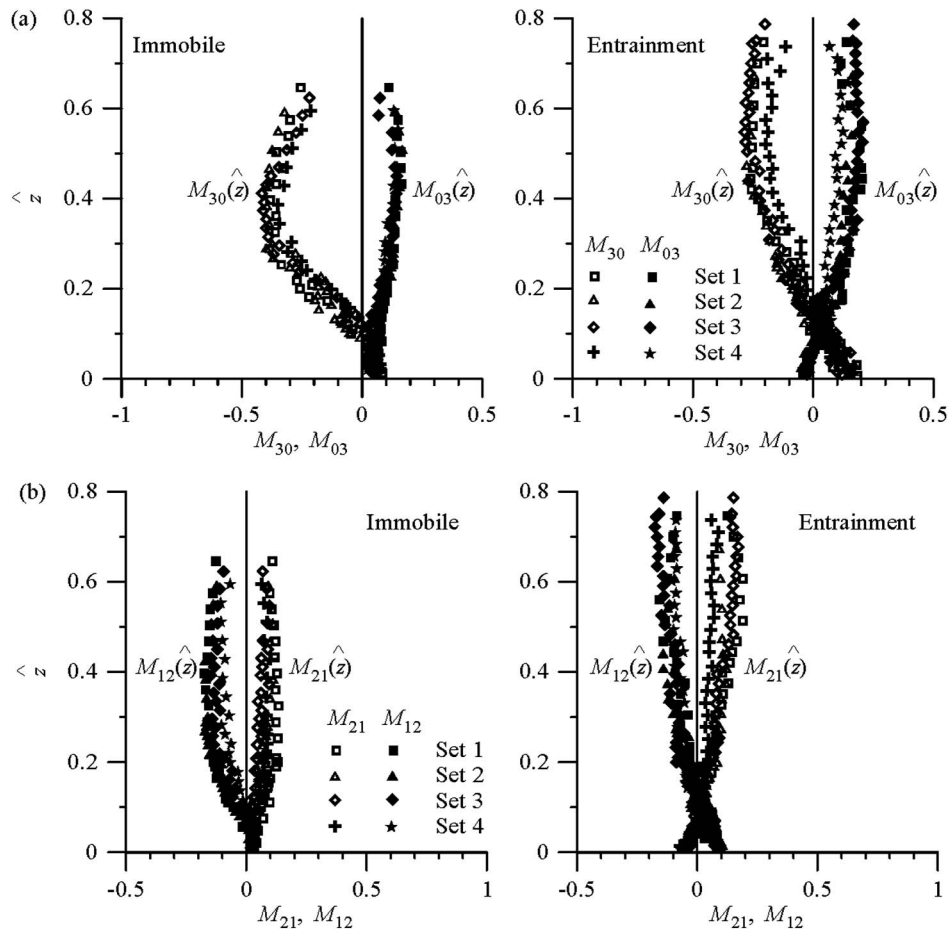 (a)
Immobile
Entrainment
0.8
0.6
0.4
0.2
0
ẑ
M30(ẑ)
M03(ẑ)
-1
-0.5
0
0.5
M30, M03
0.8
0.6
0.4
0.2
0
M30(ẑ)
M03(ẑ)
M30 M03
Set 1
Set 2
Set 3
Set 4
-1
-0.5
0
0.5
M30, M03
(b)
Immobile
Entrainment
0.8
0.6
0.4
0.2
0
ẑ
M12(ẑ)
M21(ẑ)
M21 M12
Set 1
Set 2
Set 3
Set 4
-0.5
0
0.5
1
M21, M12
0.8
0.6
0.4
0.2
0
M12(ẑ)
M21(ẑ)
-0.5
0
0.5
1
M21, M12